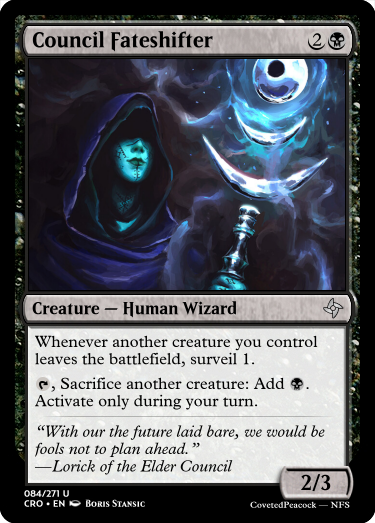 Council Fateshifter 2
Creature — Human Wizard
Whenever another creature you control
leaves the battlefield, surveil 1.
, Sacrifice another creature: Add .
Activate only during your turn.
“With our the future laid bare, we would be
fools not to plan ahead.”
—Lorick of the Elder Council
2/3
084/271 U
CRO • EN Boris Stansic
CovetedPeacock — NFS